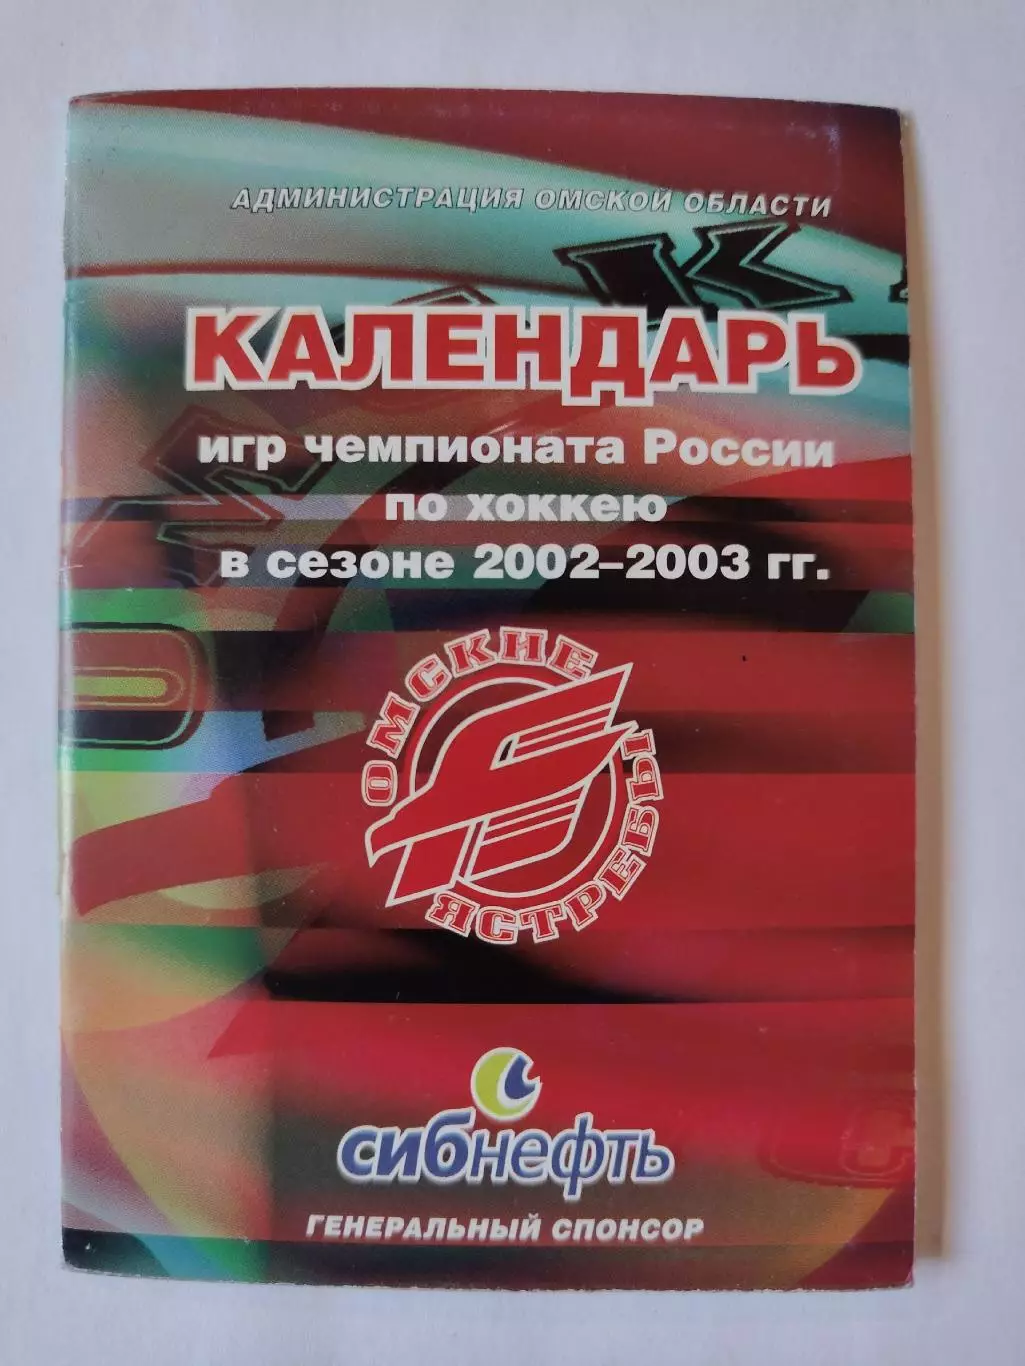 АДМИНИСТРАЦИЯ ОМСКОЙ ОБЛАСТИ
КАЛЕНДАРЬ
игр чемпионата России
по хоккею
в сезоне 2002–2003 гг.
ОМСКИЕ
ЯСТРЕБЫ
сибнефть
ГЕНЕРАЛЬНЫЙ СПОНСОР